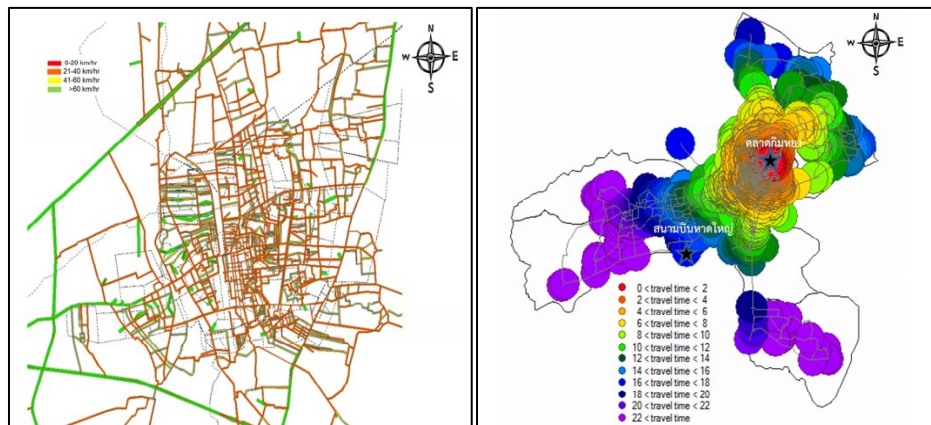 0-20 km/hr
21-40 km/hr
41-60 km/hr
>60 km/hr
N
W
E
S
N
W
E
S
ตลาดกิมหยง
สนามบินหาดใหญ่
0 < travel time < 2
2 < travel time < 4
4 < travel time < 6
6 < travel time < 8
8 < travel time < 10
10 < travel time < 12
12 < travel time < 14
14 < travel time < 16
16 < travel time < 18
18 < travel time < 20
20 < travel time < 22
22 < travel time